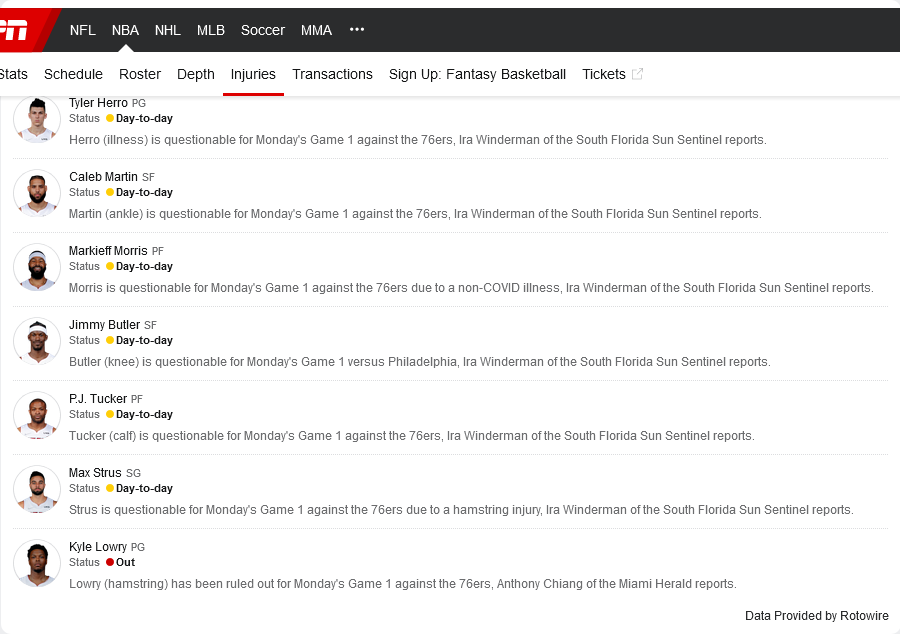 NFL NBA NHL MLB Soccer MMA •••
Stats Schedule Roster Depth Injuries Transactions Sign Up: Fantasy Basketball Tickets
Tyler Herro PG
Status Day-to-day
Herro (illness) is questionable for Monday's Game 1 against the 76ers, Ira Winderman of the South Florida Sun Sentinel reports.
Caleb Martin SF
Status Day-to-day
Martin (ankle) is questionable for Monday's Game 1 against the 76ers, Ira Winderman of the South Florida Sun Sentinel reports.
Markieff Morris PF
Status Day-to-day
Morris is questionable for Monday's Game 1 against the 76ers due to a non-COVID illness, Ira Winderman of the South Florida Sun Sentinel reports.
Jimmy Butler SF
Status Day-to-day
Butler (knee) is questionable for Monday's Game 1 versus Philadelphia, Ira Winderman of the South Florida Sun Sentinel reports.
P.J. Tucker PF
Status Day-to-day
Tucker (calf) is questionable for Monday's Game 1 against the 76ers, Ira Winderman of the South Florida Sun Sentinel reports.
Max Strus SG
Status Day-to-day
Strus is questionable for Monday's Game 1 against the 76ers due to a hamstring injury, Ira Winderman of the South Florida Sun Sentinel reports.
Kyle Lowry PG
Status Out
Lowry (hamstring) has been ruled out for Monday's Game 1 against the 76ers, Anthony Chiang of the Miami Herald reports.
Data Provided by Rotowire